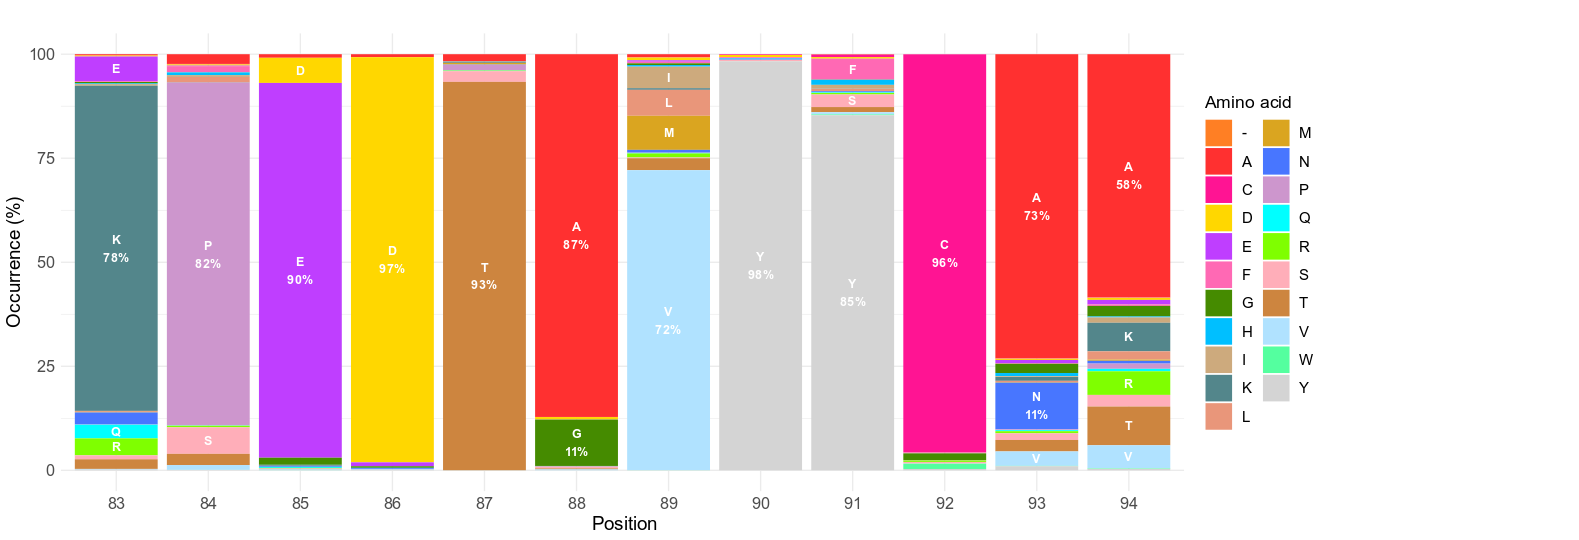 100
75
50
25
0
Occurrence (%)
E
K
78%
Q
R
P
82%
S
D
E
90%
D
97%
T
93%
A
87%
G
11%
I
L
M
V
72%
Y
98%
F
S
Y
85%
C
96%
A
73%
N
11%
V
A
58%
K
R
T
V
83 84 85 86 87 88 89 90 91 92 93 94
Position
Amino acid
- M
A N
C P
D Q
E R
F S
G T
H V
I W
K Y
L